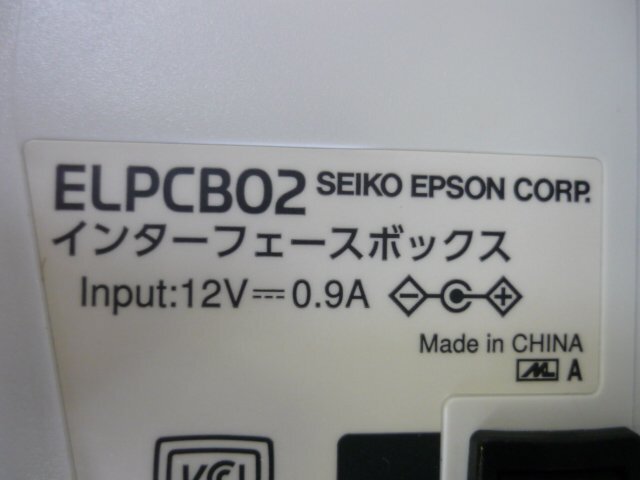 ELPCB02 SEIKO EPSON CORP.
インターフェースボックス
Input:12V⎓0.9A
Made in CHINA
A